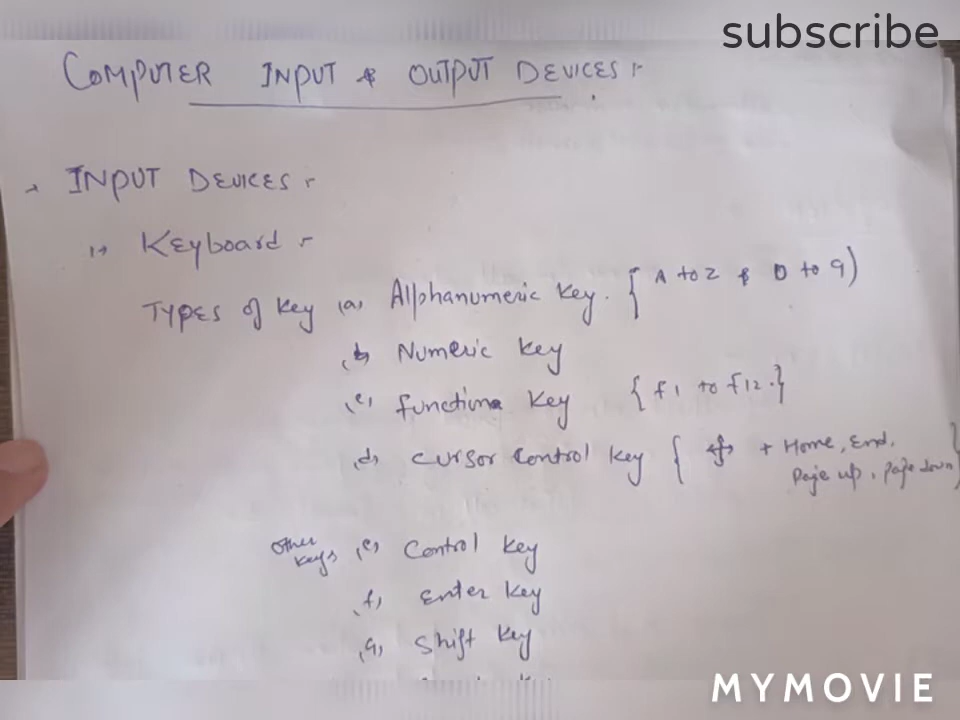 subscribe
COMPUTER INPUT & OUTPUT DEVICES :-
→ INPUT DEVICES :-
1→ Keyboard :-
TYPES of Key (a) Allphanumeric Key. { A to Z & 0 to 9 )
(b) Numeric Key
(c) function Key { f1 to f12. }
(d) cursor control Key { + Home, End,
Page up, page down }
Other keys (e) Control Key
(f) Enter Key
(g) Shift Key
MYMOVIE